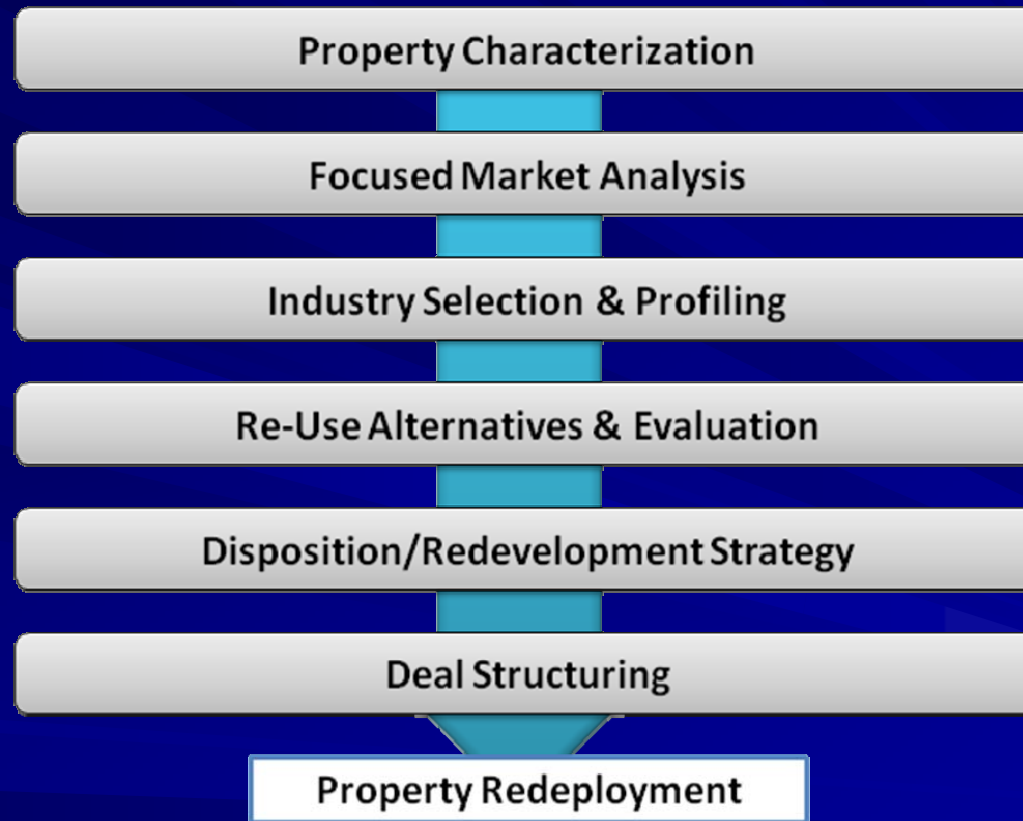 Property Characterization
Focused Market Analysis
Industry Selection & Profiling
Re-Use Alternatives & Evaluation
Disposition/Redevelopment Strategy
Deal Structuring
Property Redeployment